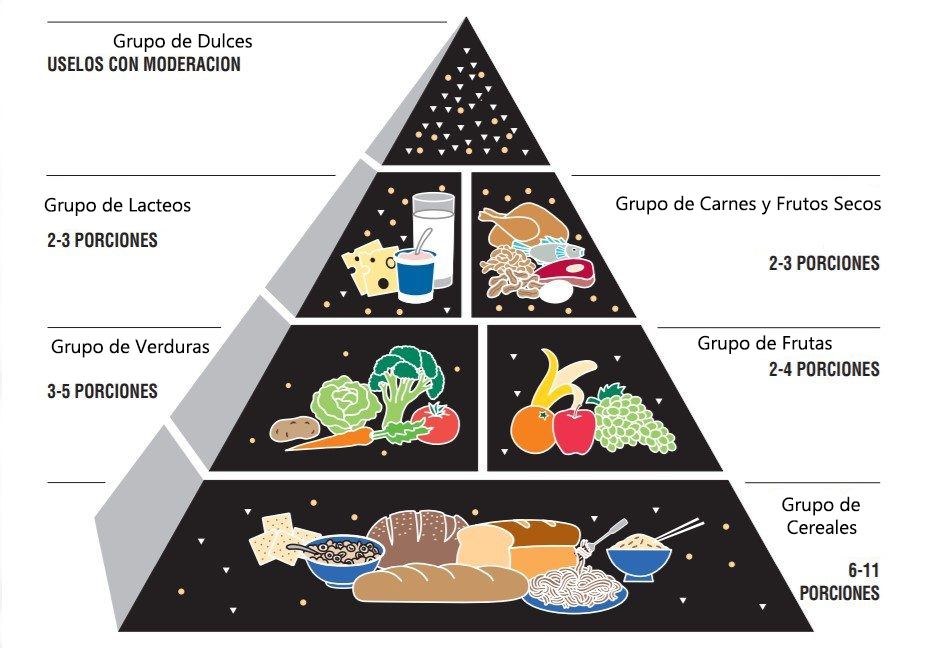 Grupo de Dulces
USELOS CON MODERACION
Grupo de Lacteos
2-3 PORCIONES
Grupo de Carnes y Frutos Secos
2-3 PORCIONES
Grupo de Verduras
3-5 PORCIONES
Grupo de Frutas
2-4 PORCIONES
Grupo de
Cereales
6-11
PORCIONES